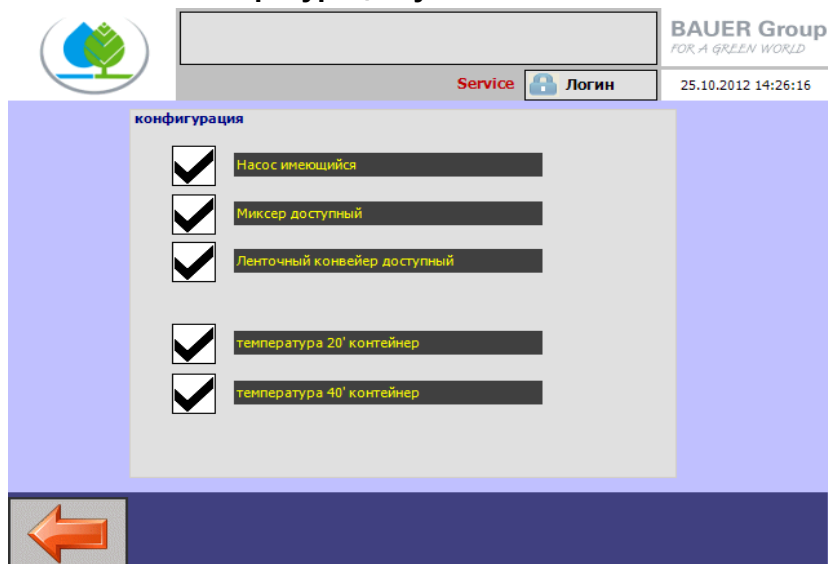 BAUER Group
FOR A GREEN WORLD
Service
Логин
25.10.2012 14:26:16
конфигурация
Насос имеющийся
Миксер доступный
Ленточный конвейер доступный
температура 20' контейнер
температура 40' контейнер